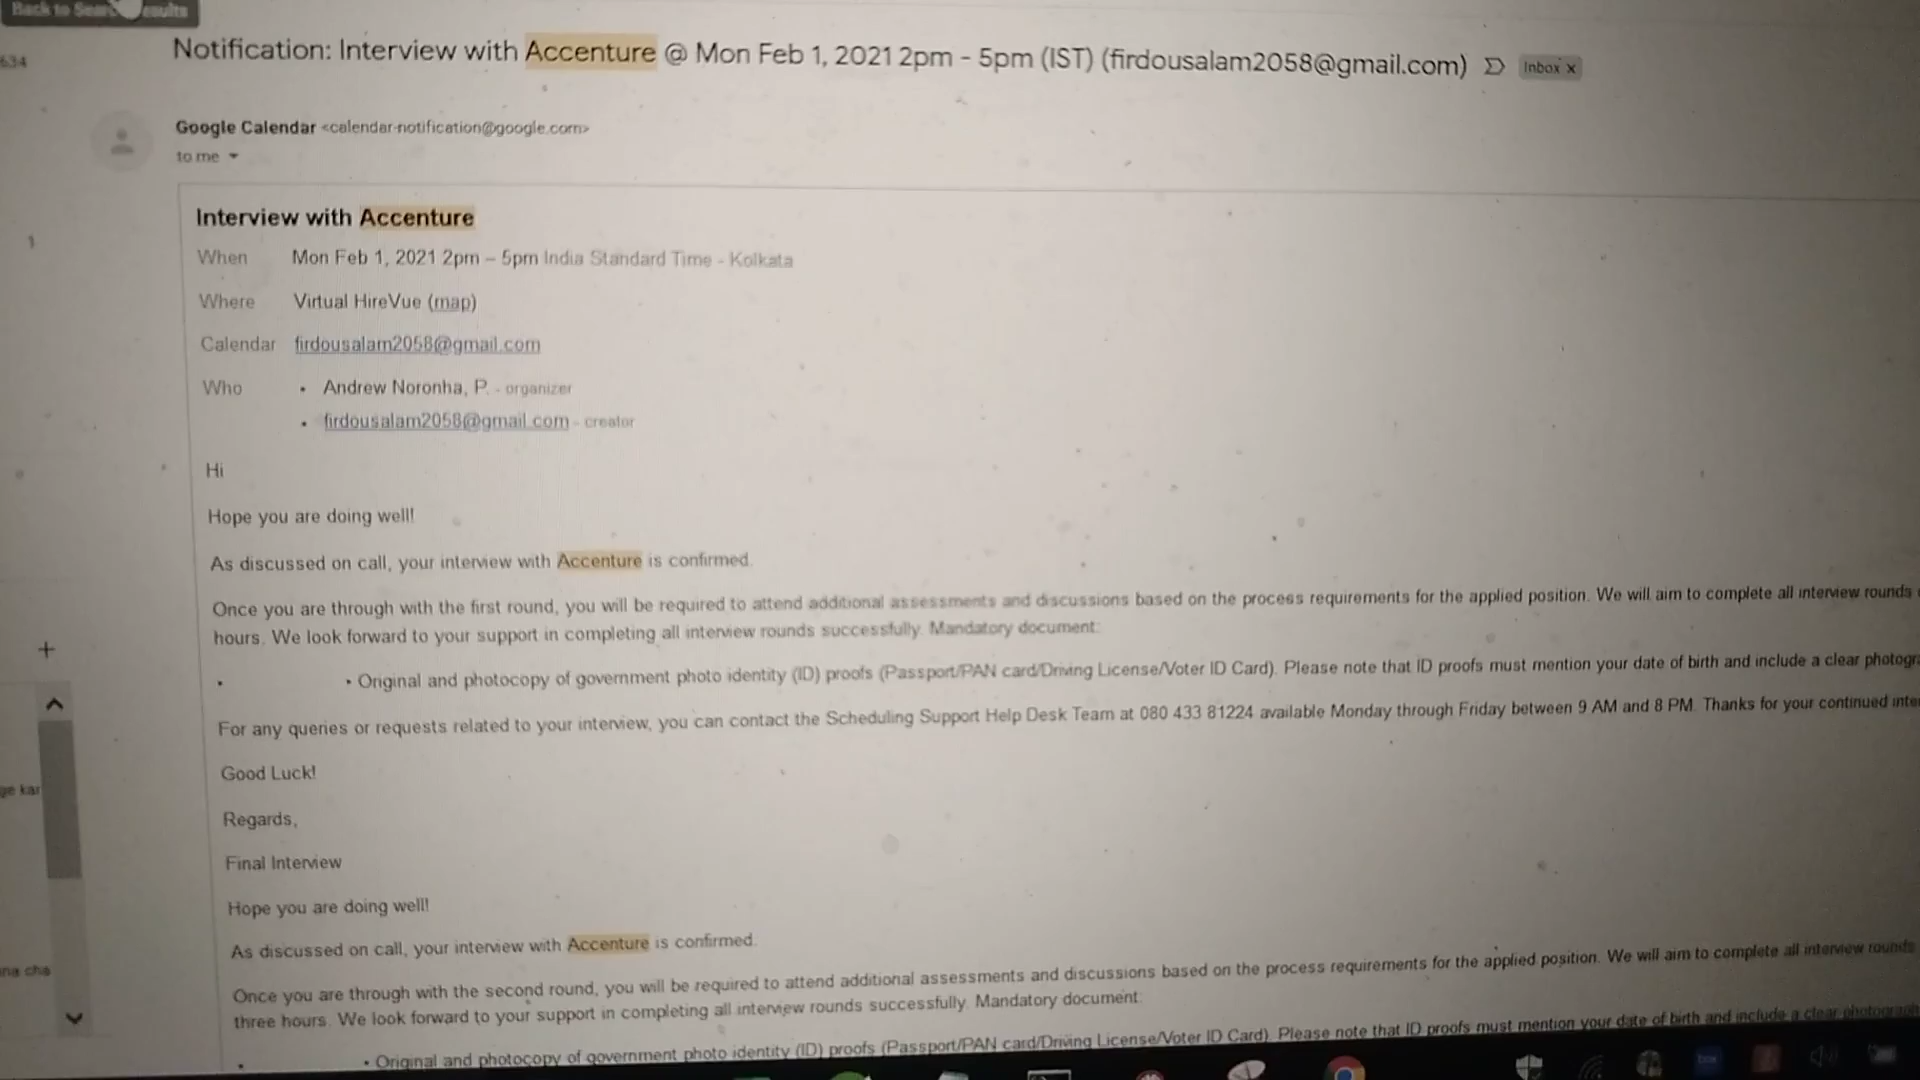 Back to Search Results
634
Notification: Interview with Accenture @ Mon Feb 1, 2021 2pm - 5pm (IST) (firdousalam2058@gmail.com) Inbox x
Google Calendar <calendar-notification@google.com>
to me
Interview with Accenture
When Mon Feb 1, 2021 2pm – 5pm India Standard Time - Kolkata
Where Virtual HireVue (map)
Calendar firdousalam2058@gmail.com
Who • Andrew Noronha, P. - organizer
• firdousalam2058@gmail.com - creator
Hi
Hope you are doing well!
As discussed on call, your interview with Accenture is confirmed.
Once you are through with the first round, you will be required to attend additional assessments and discussions based on the process requirements for the applied position. We will aim to complete all interview rounds
hours. We look forward to your support in completing all interview rounds successfully. Mandatory document:
• • Original and photocopy of government photo identity (ID) proofs (Passport/PAN card/Driving License/Voter ID Card). Please note that ID proofs must mention your date of birth and include a clear photogra
For any queries or requests related to your interview, you can contact the Scheduling Support Help Desk Team at 080 433 81224 available Monday through Friday between 9 AM and 8 PM. Thanks for your continued inte
ge kar
Good Luck!
Regards,
Final Interview
Hope you are doing well!
As discussed on call, your interview with Accenture is confirmed.
na cha
Once you are through with the second round, you will be required to attend additional assessments and discussions based on the process requirements for the applied position. We will aim to complete all interview rounds
three hours. We look forward to your support in completing all interview rounds successfully. Mandatory document:
• • Original and photocopy of government photo identity (ID) proofs (Passport/PAN card/Driving License/Voter ID Card). Please note that ID proofs must mention your date of birth and include a clear photograph